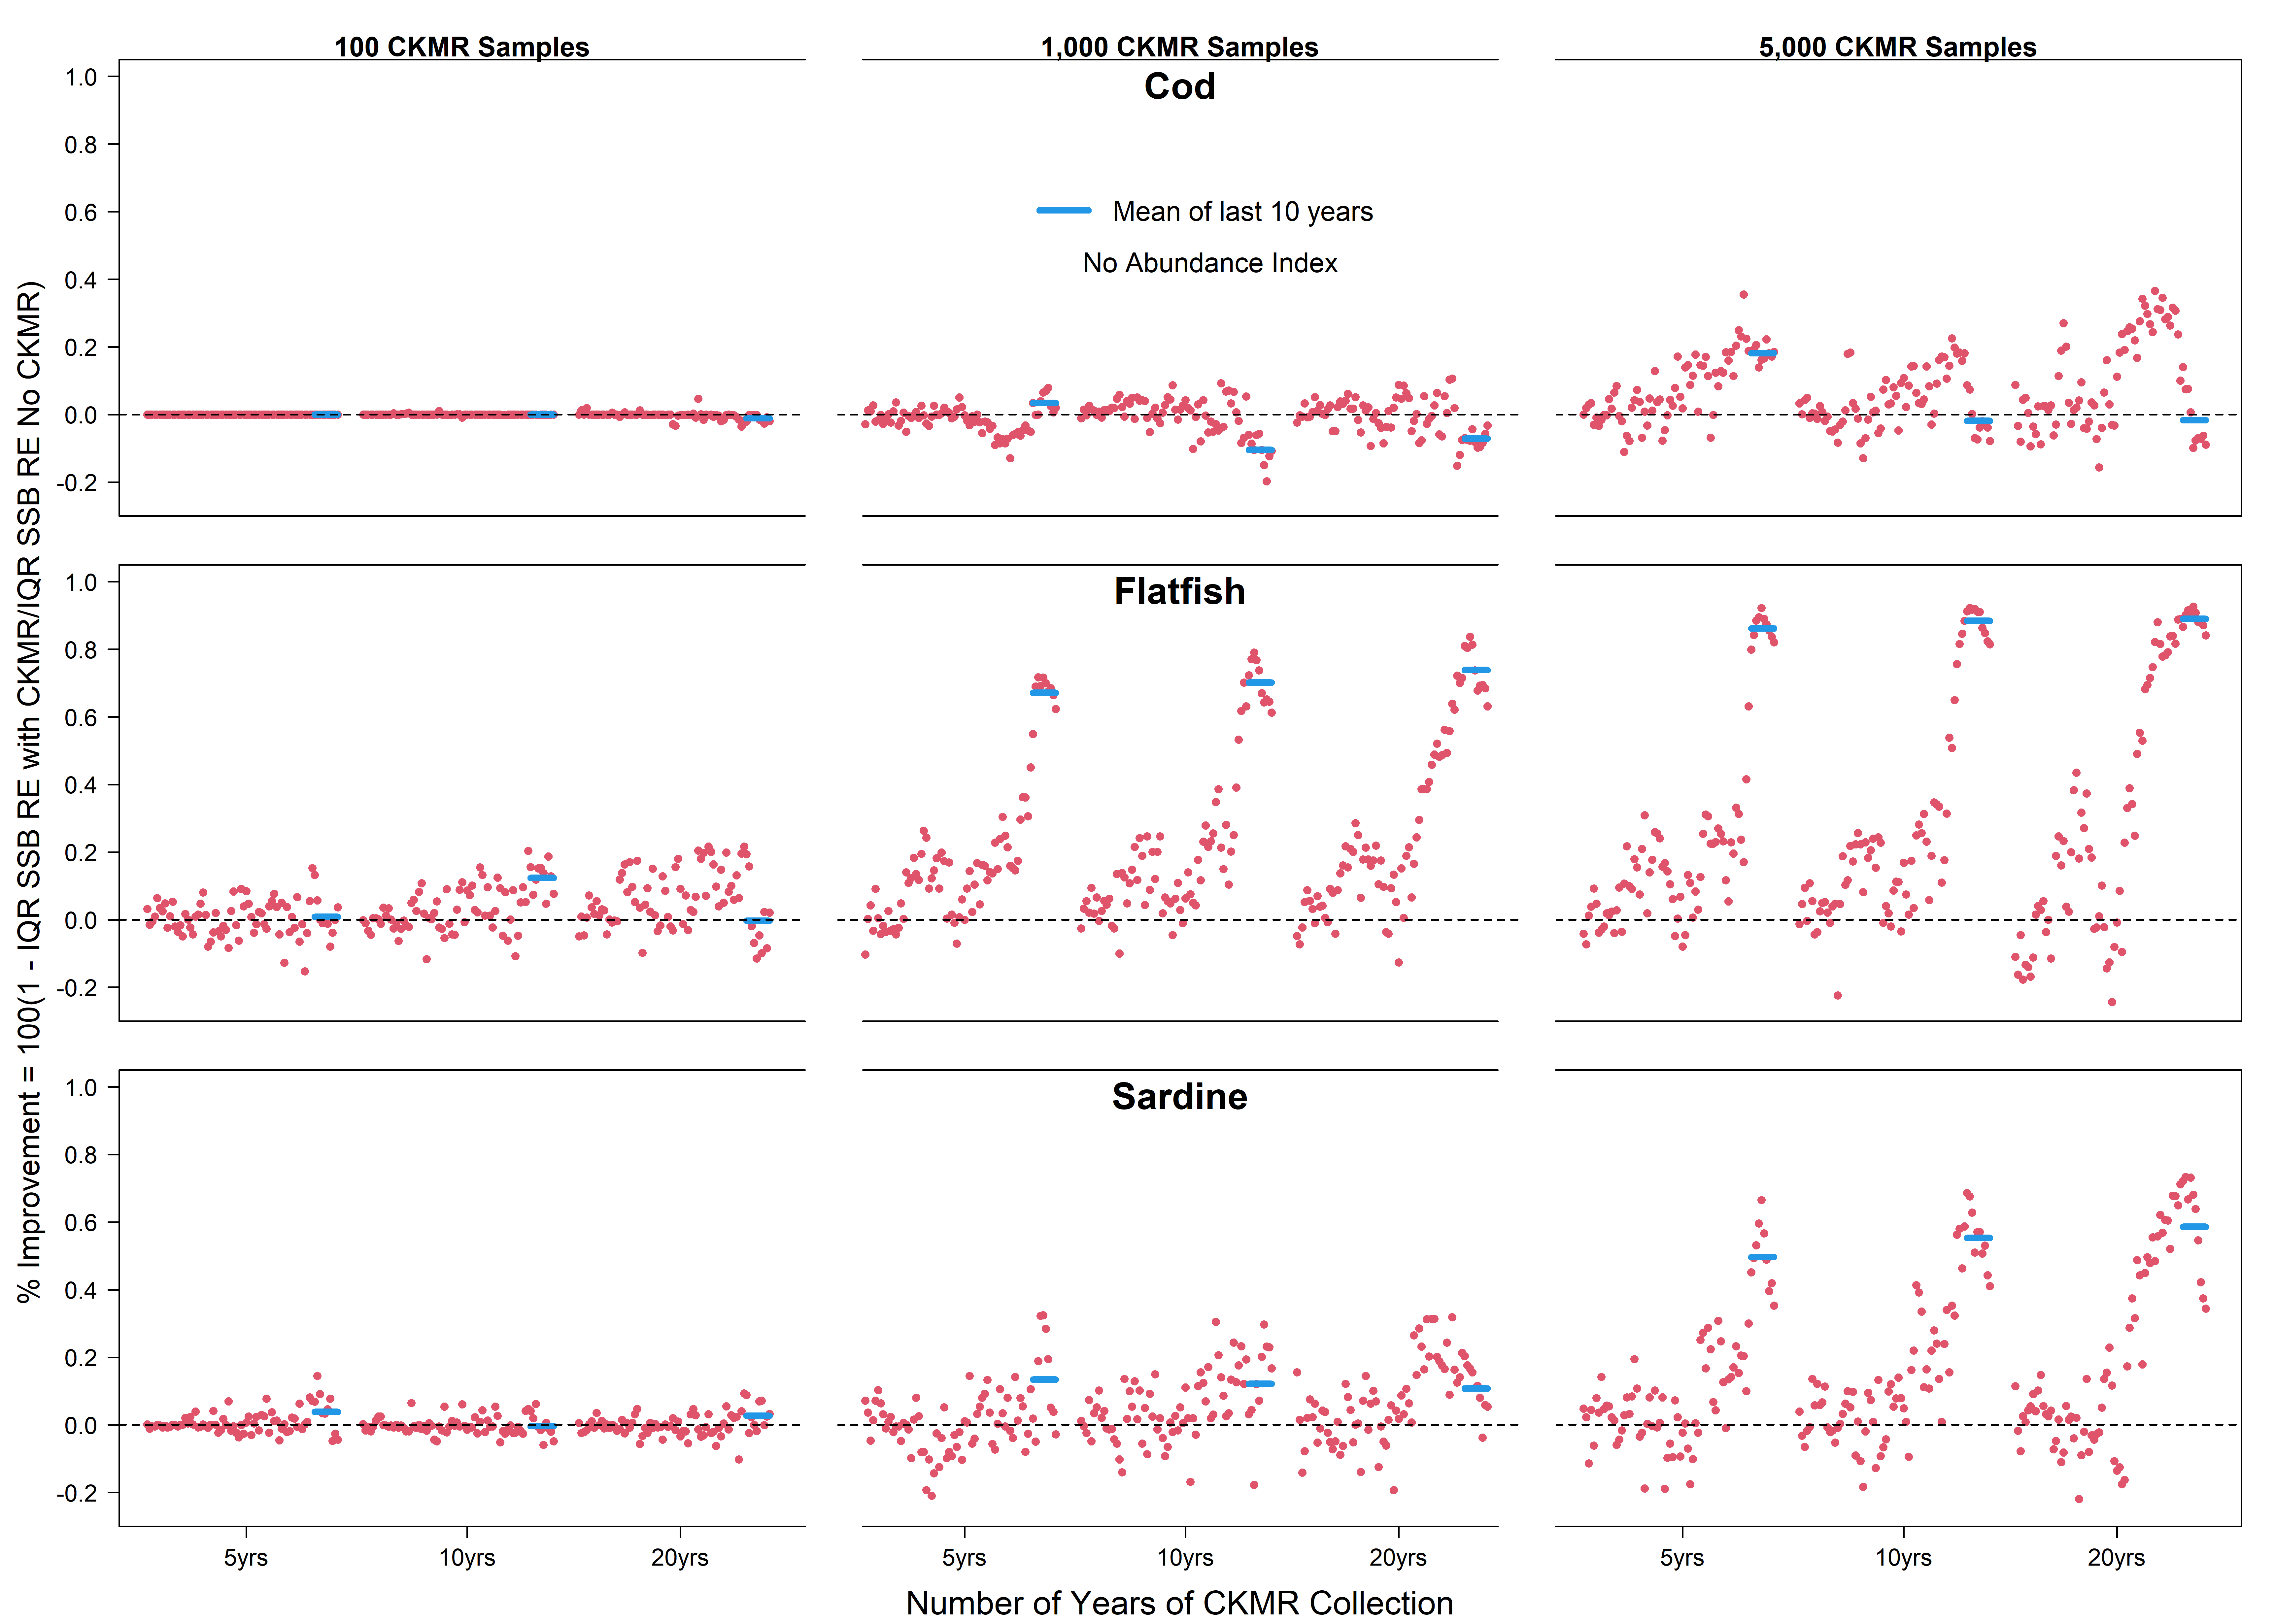 100 CKMR Samples
1,000 CKMR Samples
5,000 CKMR Samples
% Improvement = 100(1 - IQR SSB RE with CKMR/IQR SSB RE No CKMR)
Cod
1.0
0.8
0.6
0.4
0.2
0.0
-0.2
Mean of last 10 years
No Abundance Index
Flatfish
1.0
0.8
0.6
0.4
0.2
0.0
-0.2
Sardine
1.0
0.8
0.6
0.4
0.2
0.0
-0.2
5yrs 10yrs 20yrs
5yrs 10yrs 20yrs
5yrs 10yrs 20yrs
Number of Years of CKMR Collection